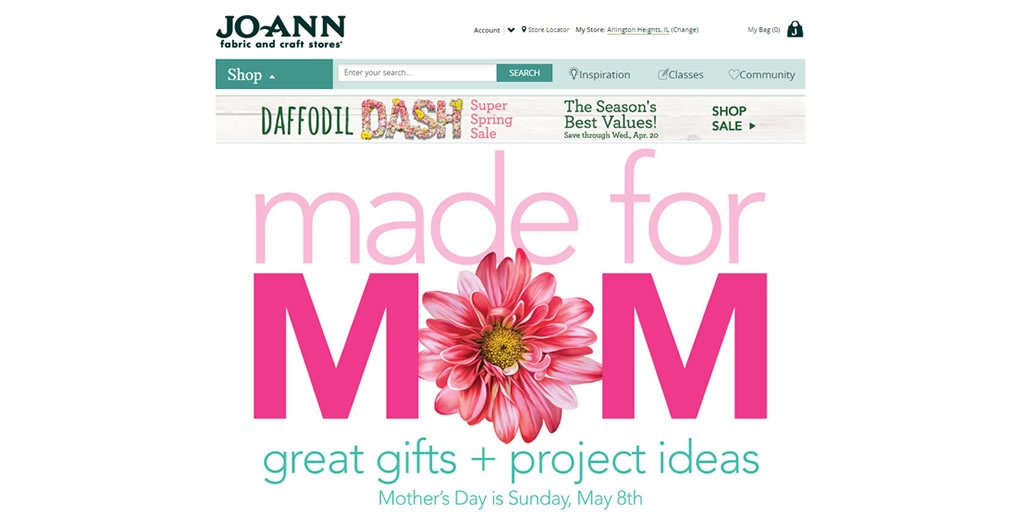 JO-ANN
fabric and craft stores®
Account
Store Locator
My Store: Arlington Heights, IL (Change)
My Bag (0)
J
Shop
Enter your search...
SEARCH
Inspiration
Classes
Community
DAFFODIL DASH
Super
Spring
Sale
The Season's
Best Values!
Save through Wed., Apr. 20
SHOP
SALE
made for
M M
great gifts + project ideas
Mother's Day is Sunday, May 8th